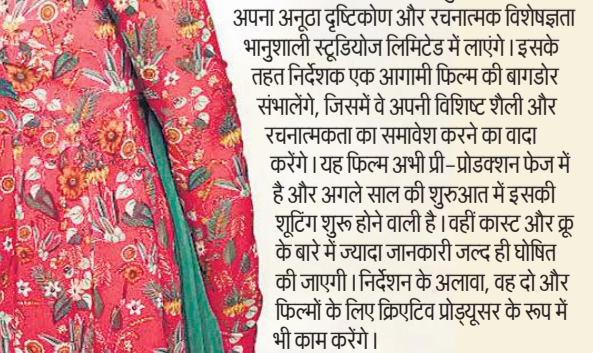 अपना अनूठा दृष्टिकोण और रचनात्मक विशेषज्ञता
भानुशाली स्टूडियोज लिमिटेड में लाएंगे। इसके
तहत निर्देशक एक आगामी फिल्म की बागडोर
संभालेंगे, जिसमें वे अपनी विशिष्ट शैली और
रचनात्मकता का समावेश करने का वादा
करेंगे। यह फिल्म अभी प्री-प्रोडक्शन फेज में
है और अगले साल की शुरुआत में इसकी
शूटिंग शुरू होने वाली है। वहीं कास्ट और क्रू
के बारे में ज्यादा जानकारी जल्द ही घोषित
की जाएगी। निर्देशन के अलावा, वह दो और
फिल्मों के लिए क्रिएटिव प्रोड्यूसर के रूप में
भी काम करेंगे।